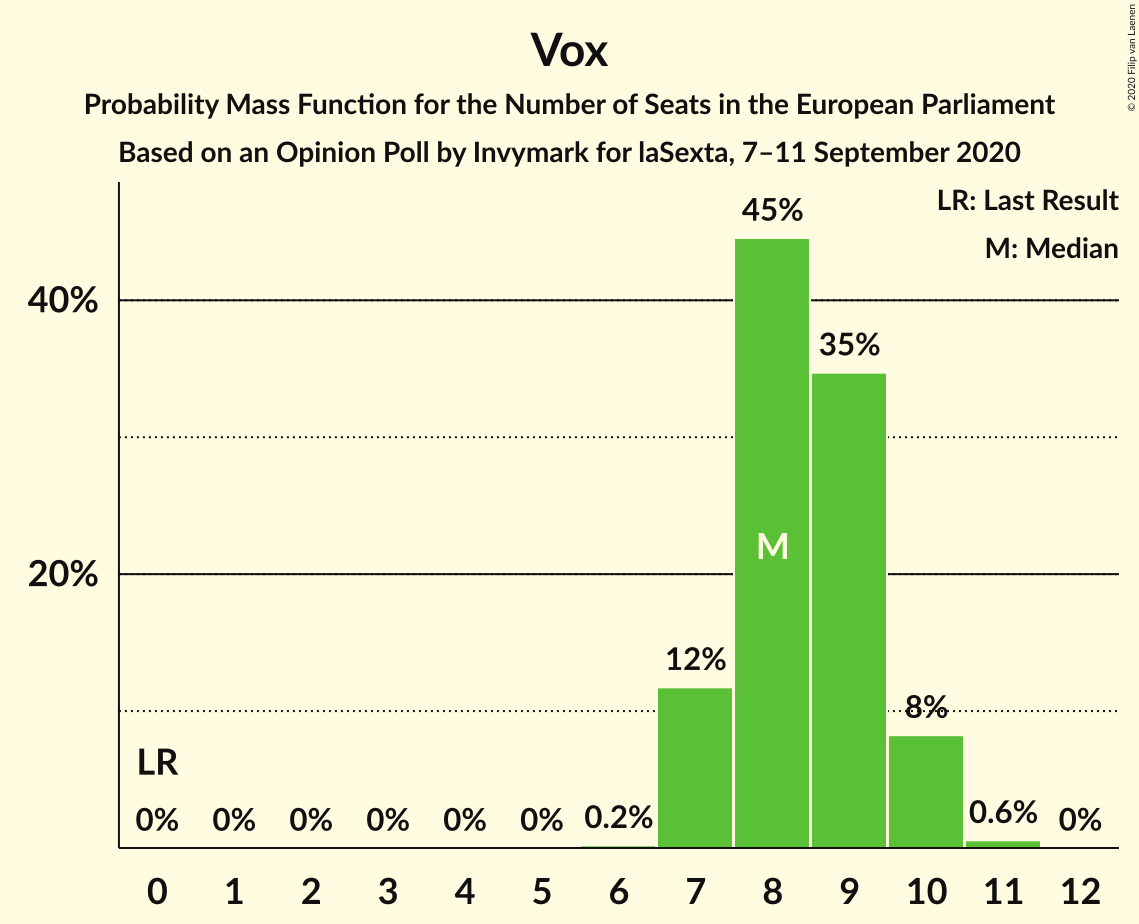 Vox
Probability Mass Function for the Number of Seats in the European Parliament
Based on an Opinion Poll by Invymark for laSexta, 7–11 September 2020
© 2020 Filip van Laenen
LR: Last Result
M: Median
45%
40%
35%
M
20%
12%
8%
LR
0% 0% 0% 0% 0% 0% 0.2% 0.6% 0%
0 1 2 3 4 5 6 7 8 9 10 11 12